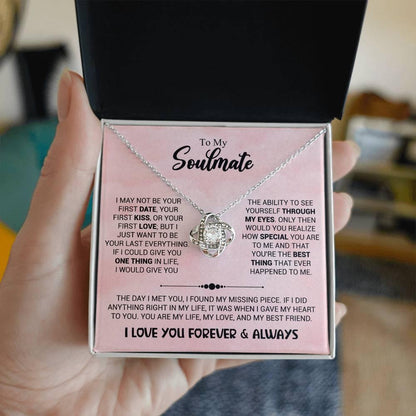 To My
Soulmate
I MAY NOT BE YOUR
FIRST DATE, YOUR
FIRST KISS, OR YOUR
FIRST LOVE, BUT I
JUST WANT TO BE
YOUR LAST EVERYTHING.
IF I COULD GIVE YOU
ONE THING IN LIFE,
I WOULD GIVE YOU
THE ABILITY TO SEE
YOURSELF THROUGH
MY EYES. ONLY THEN
WOULD YOU REALIZE
HOW SPECIAL YOU ARE
TO ME AND THAT
YOU'RE THE BEST
THING THAT EVER
HAPPENED TO ME.
THE DAY I MET YOU, I FOUND MY MISSING PIECE. IF I DID
ANYTHING RIGHT IN MY LIFE, IT WAS WHEN I GAVE MY HEART
TO YOU. YOU ARE MY LIFE, MY LOVE, AND MY BEST FRIEND.
I LOVE YOU FOREVER & ALWAYS